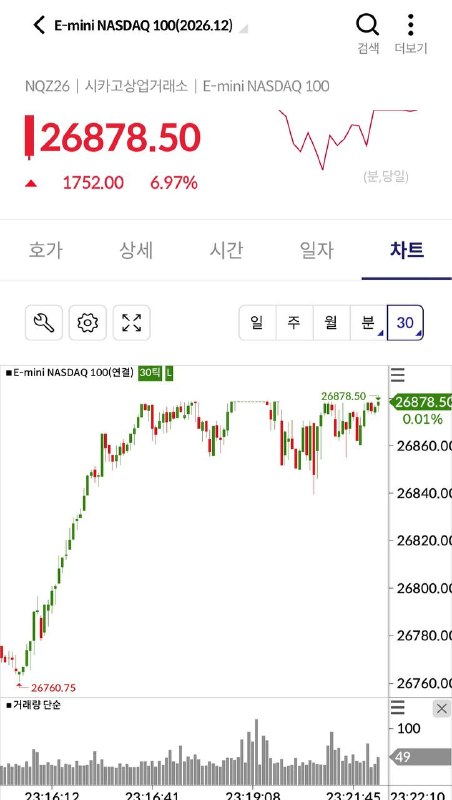 E-mini NASDAQ 100(2026.12)
검색 더보기
NQZ26 | 시카고상업거래소 | E-mini NASDAQ 100
26878.50
▲ 1752.00 6.97%
(분,당일)
호가 상세 시간 일자 차트
일 주 월 분 30
■E-mini NASDAQ 100(연결) 30틱 L
26878.50
26878.50
0.01%
26860.00
26840.00
26820.00
26800.00
26780.00
26760.75
26760.00
■거래량 단순
100
49
23:16:12 23:16:41 23:19:08 23:21:45 23:22:10